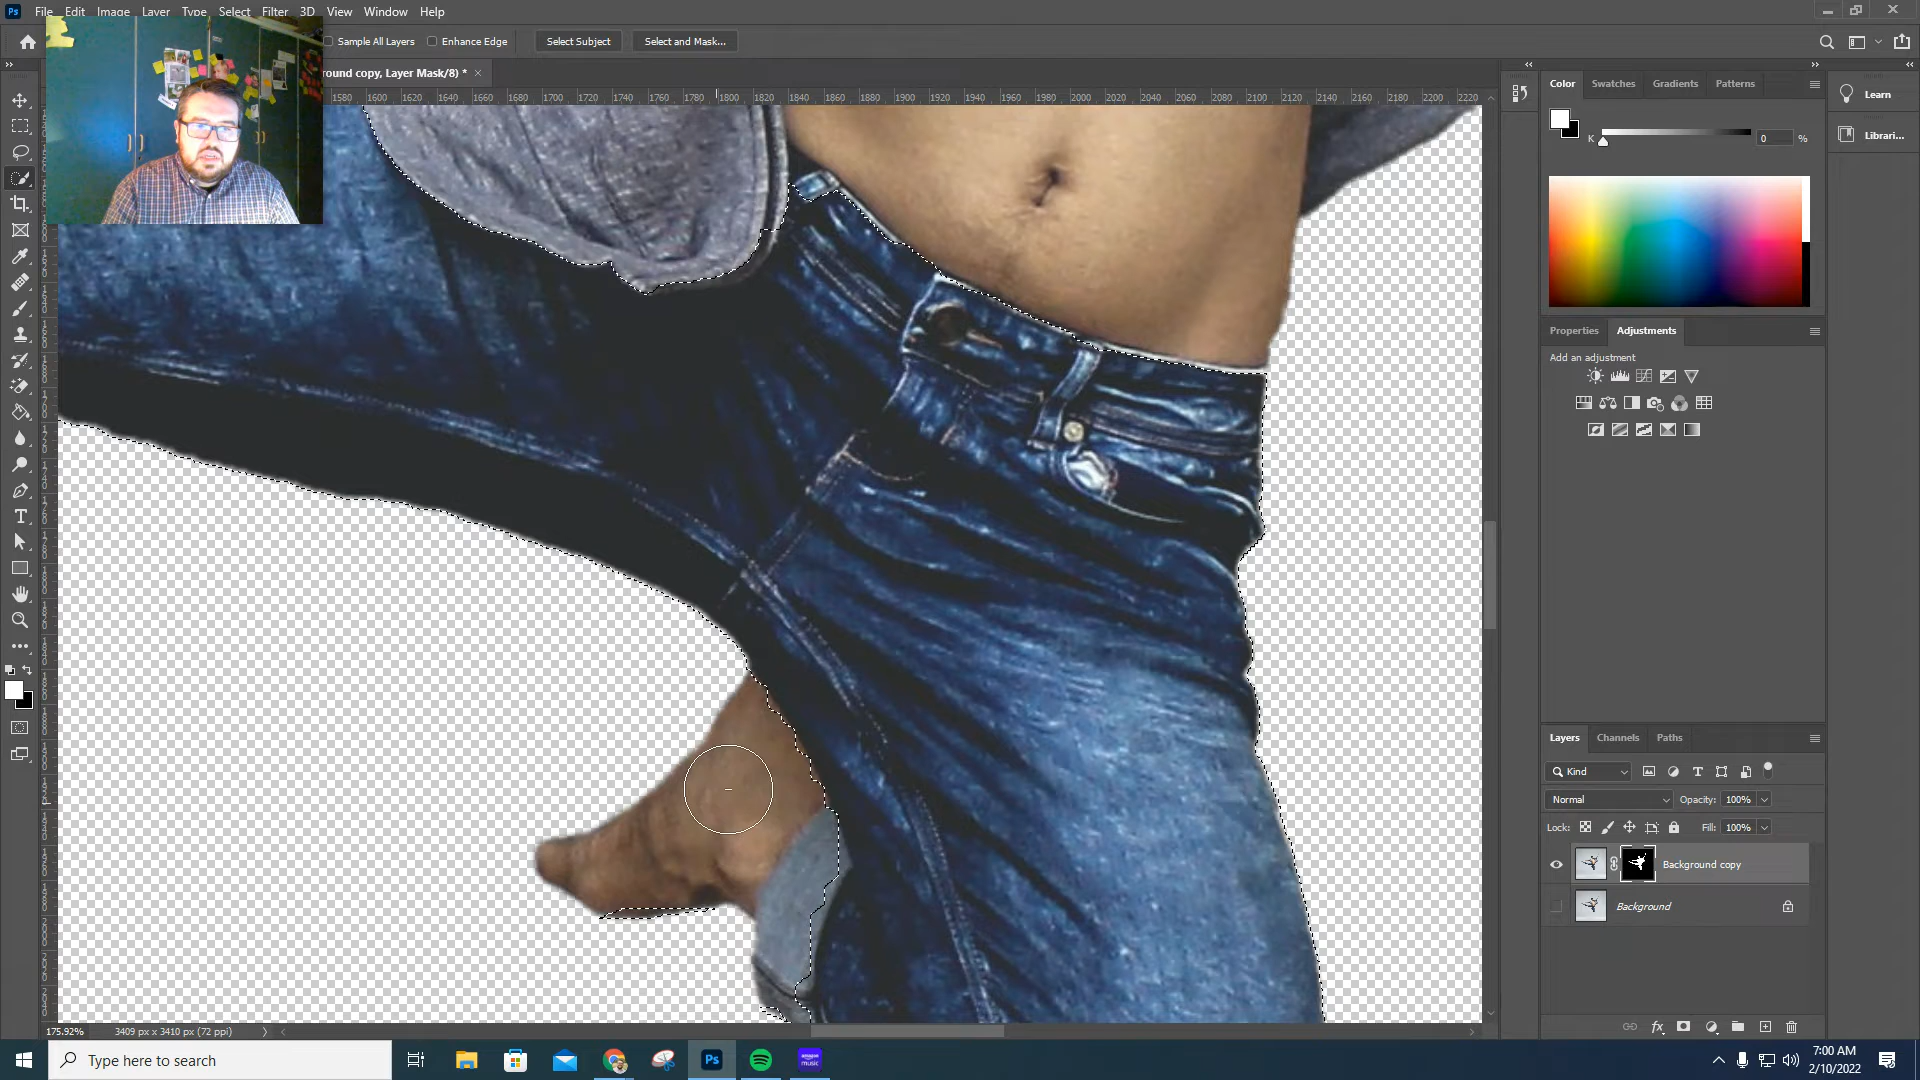 Ps File Edit Image Layer Type Select Filter 3D View Window Help
Sample All Layers Enhance Edge Select Subject Select and Mask...
round copy, Layer Mask/8) * ×
1580 1600 1620 1640 1660 1680 1700 1720 1740 1760 1780 1800 1820 1840 1860 1880 1900 1920 1940 1960 1980 2000 2020 2040 2060 2080 2100 2120 2140 2160 2180 2200 2220
Color Swatches Gradients Patterns
K 0 %
Learn
Librari...
Properties Adjustments
Add an adjustment
Layers Channels Paths
Kind
Normal Opacity: 100%
Lock: Fill: 100%
Background copy
Background
fx
175.92% 3409 px x 3410 px (72 ppi)
Type here to search
Ps
amazon music
7:00 AM
2/10/2022